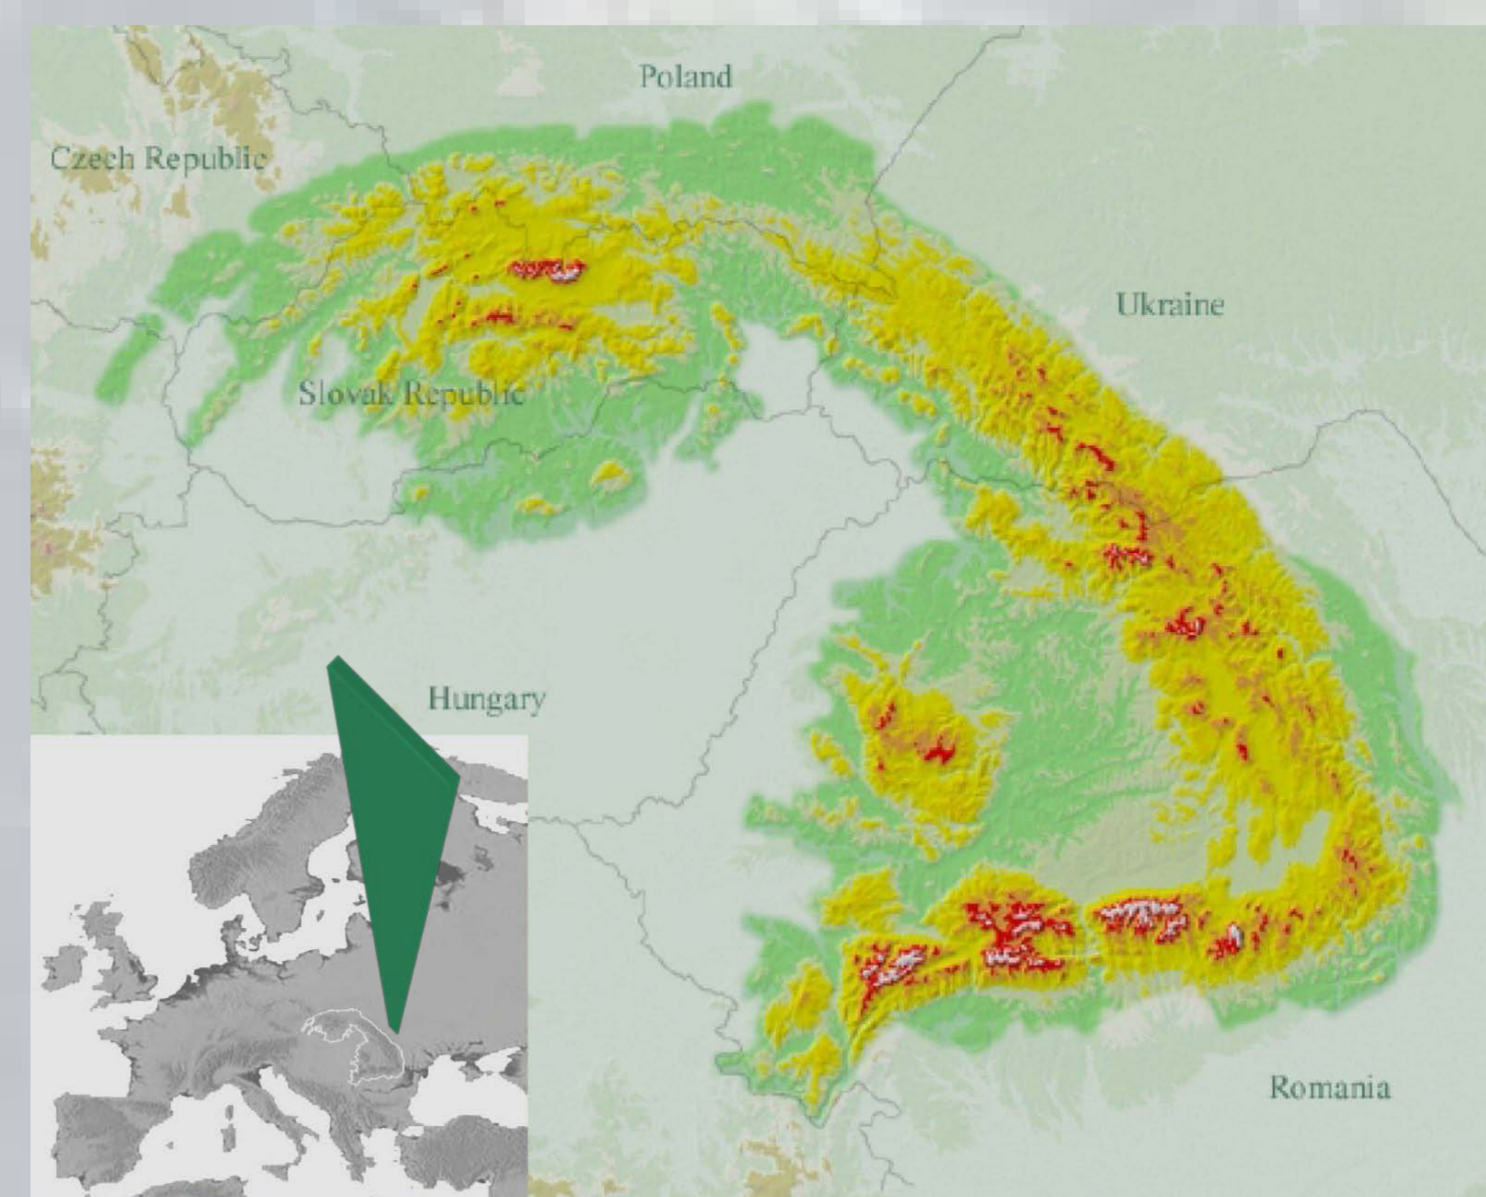 Poland
Czech Republic
Ukraine
Slovak Republic
Hungary
Romania